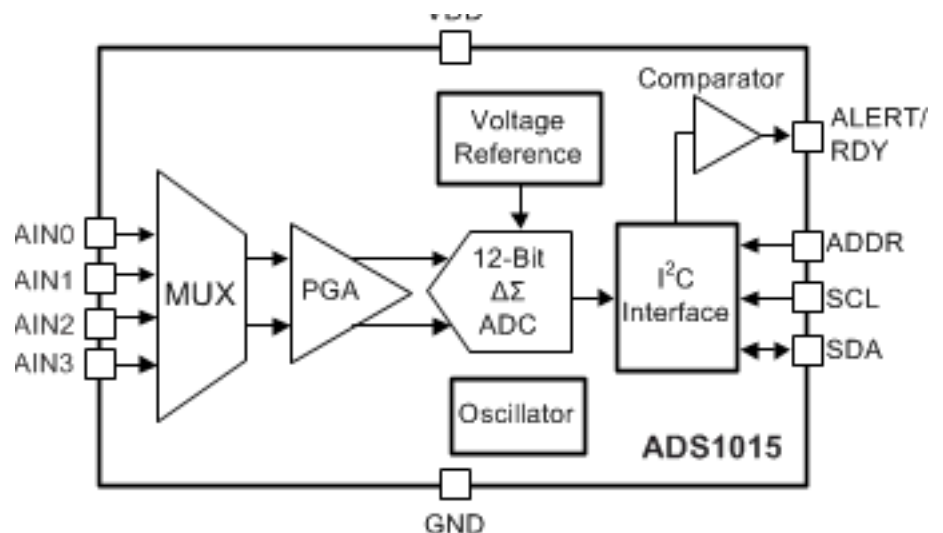 VDD
Comparator
Voltage
Reference
ALERT/
RDY
AIN0
AIN1
AIN2
AIN3
MUX
PGA
12-Bit
ΔΣ
ADC
I²C
Interface
ADDR
SCL
SDA
Oscillator
ADS1015
GND